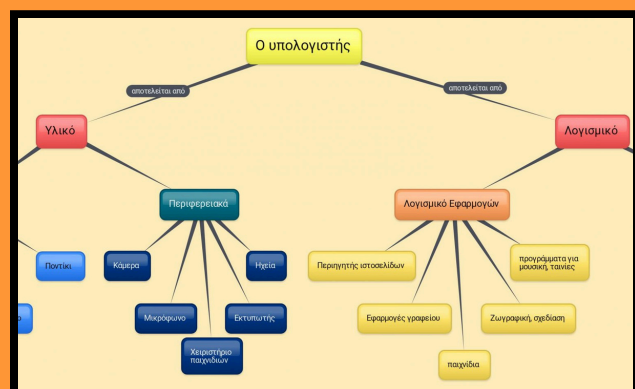 Ο υπολογιστής
αποτελείται από
αποτελείται από
Υλικό
Λογισμικό
Περιφερειακά
Λογισμικό Εφαρμογών
Ποντίκι
Κάμερα
Ηχεία
Περιηγητής ιστοσελίδων
προγράμματα για
μουσική, ταινίες
Μικρόφωνο
Εκτυπωτής
Εφαρμογές γραφείου
Ζωγραφική, σχεδίαση
Χειριστήριο
παιχνιδιών
παιχνίδια